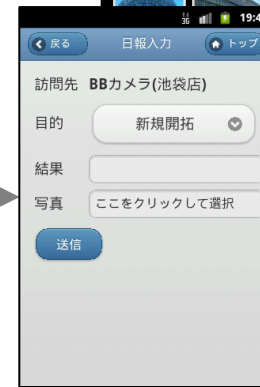 19:4
戻る 日報入力 トップ
訪問先 BBカメラ(池袋店)
目的 新規開拓
結果
写真 ここをクリックして選択
送信